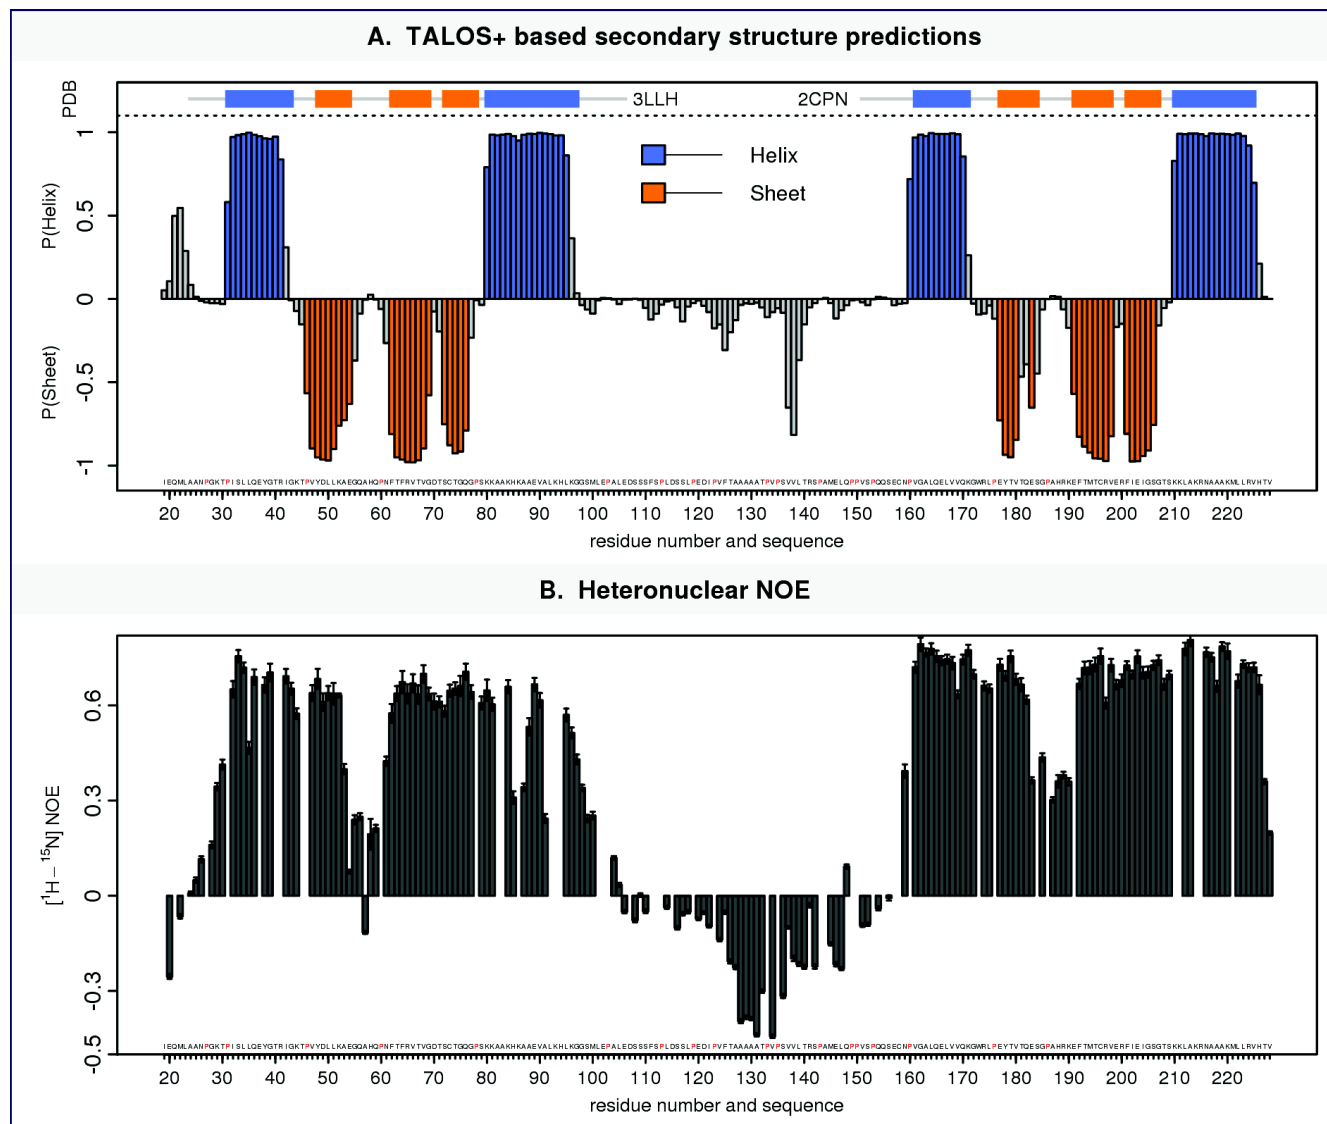 A. TALOS+ based secondary structure predictions
PDB
3LLH
2CPN
Helix
Sheet
P(Helix)
P(Sheet)
1
0.5
0
-0.5
-1
IEQMLAANPGKTPISLLQEYGTRIGKTPVYDLLKAEGQAHQPNFTFRVTVGDTSCTGQGPSKKAAKHKAAEVALKHLKGGSMLEPALEDSSSFSPLDSSLPEDIPVFTAAAAATPVPSVVLTRSPAMELQPPVSPQQSECNPVGALQELVVQKGWRLPEYTVTQESGPAHRKEFTMTCRVERFIEIGSGTSKKLAKRNAAAKMLLRVHTV
20 30 40 50 60 70 80 90 100 110 120 130 140 150 160 170 180 190 200 210 220
residue number and sequence
B. Heteronuclear NOE
[¹H – ¹⁵N] NOE
0.6
0.3
0
-0.3
-0.5
IEQMLAANPGKTPISLLQEYGTRIGKTPVYDLLKAEGQAHQPNFTFRVTVGDTSCTGQGPSKKAAKHKAAEVALKHLKGGSMLEPALEDSSSFSPLDSSLPEDIPVFTAAAAATPVPSVVLTRSPAMELQPPVSPQQSECNPVGALQELVVQKGWRLPEYTVTQESGPAHRKEFTMTCRVERFIEIGSGTSKKLAKRNAAAKMLLRVHTV
20 30 40 50 60 70 80 90 100 110 120 130 140 150 160 170 180 190 200 210 220
residue number and sequence